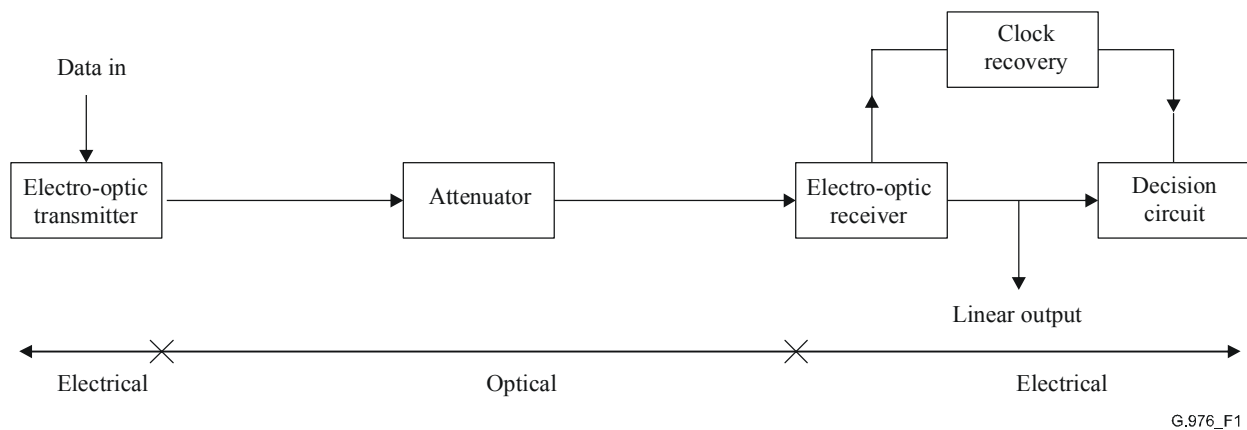 Clock
recovery
Data in
Electro-optic
transmitter
Attenuator
Electro-optic
receiver
Decision
circuit
Linear output
Electrical
Optical
Electrical
G.976_F1